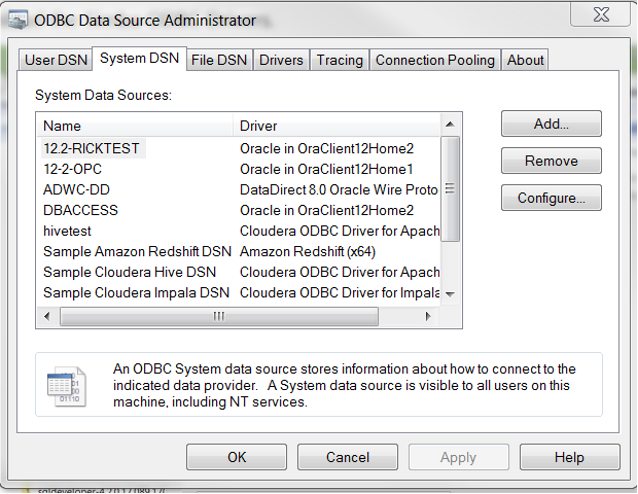 ODBC Data Source Administrator
User DSN System DSN File DSN Drivers Tracing Connection Pooling About
System Data Sources:
Name Driver
12.2-RICKTEST Oracle in OraClient12Home2
12-2-OPC Oracle in OraClient12Home1
ADWC-DD DataDirect 8.0 Oracle Wire Proto
DBACCESS Oracle in OraClient12Home2
hivetest Cloudera ODBC Driver for Apach
Sample Amazon Redshift DSN Amazon Redshift (x64)
Sample Cloudera Hive DSN Cloudera ODBC Driver for Apach
Sample Cloudera Impala DSN Cloudera ODBC Driver for Impala
Add...
Remove
Configure...
An ODBC System data source stores information about how to connect to the
indicated data provider. A System data source is visible to all users on this
machine, including NT services.
OK Cancel Apply Help